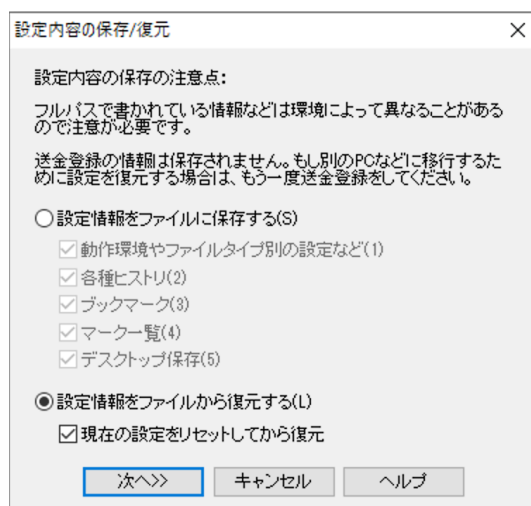 設定内容の保存/復元
設定内容の保存の注意点:
フルパスで書かれている情報などは環境によって異なることがある
ので注意が必要です。
送金登録の情報は保存されません。もし別のPCなどに移行するた
めに設定を復元する場合は、もう一度送金登録をしてください。
設定情報をファイルに保存する(S)
動作環境やファイルタイプ別の設定など(1)
各種ヒストリ(2)
ブックマーク(3)
マーク一覧(4)
デスクトップ保存(5)
設定情報をファイルから復元する(L)
現在の設定をリセットしてから復元
次へ>>
キャンセル
ヘルプ